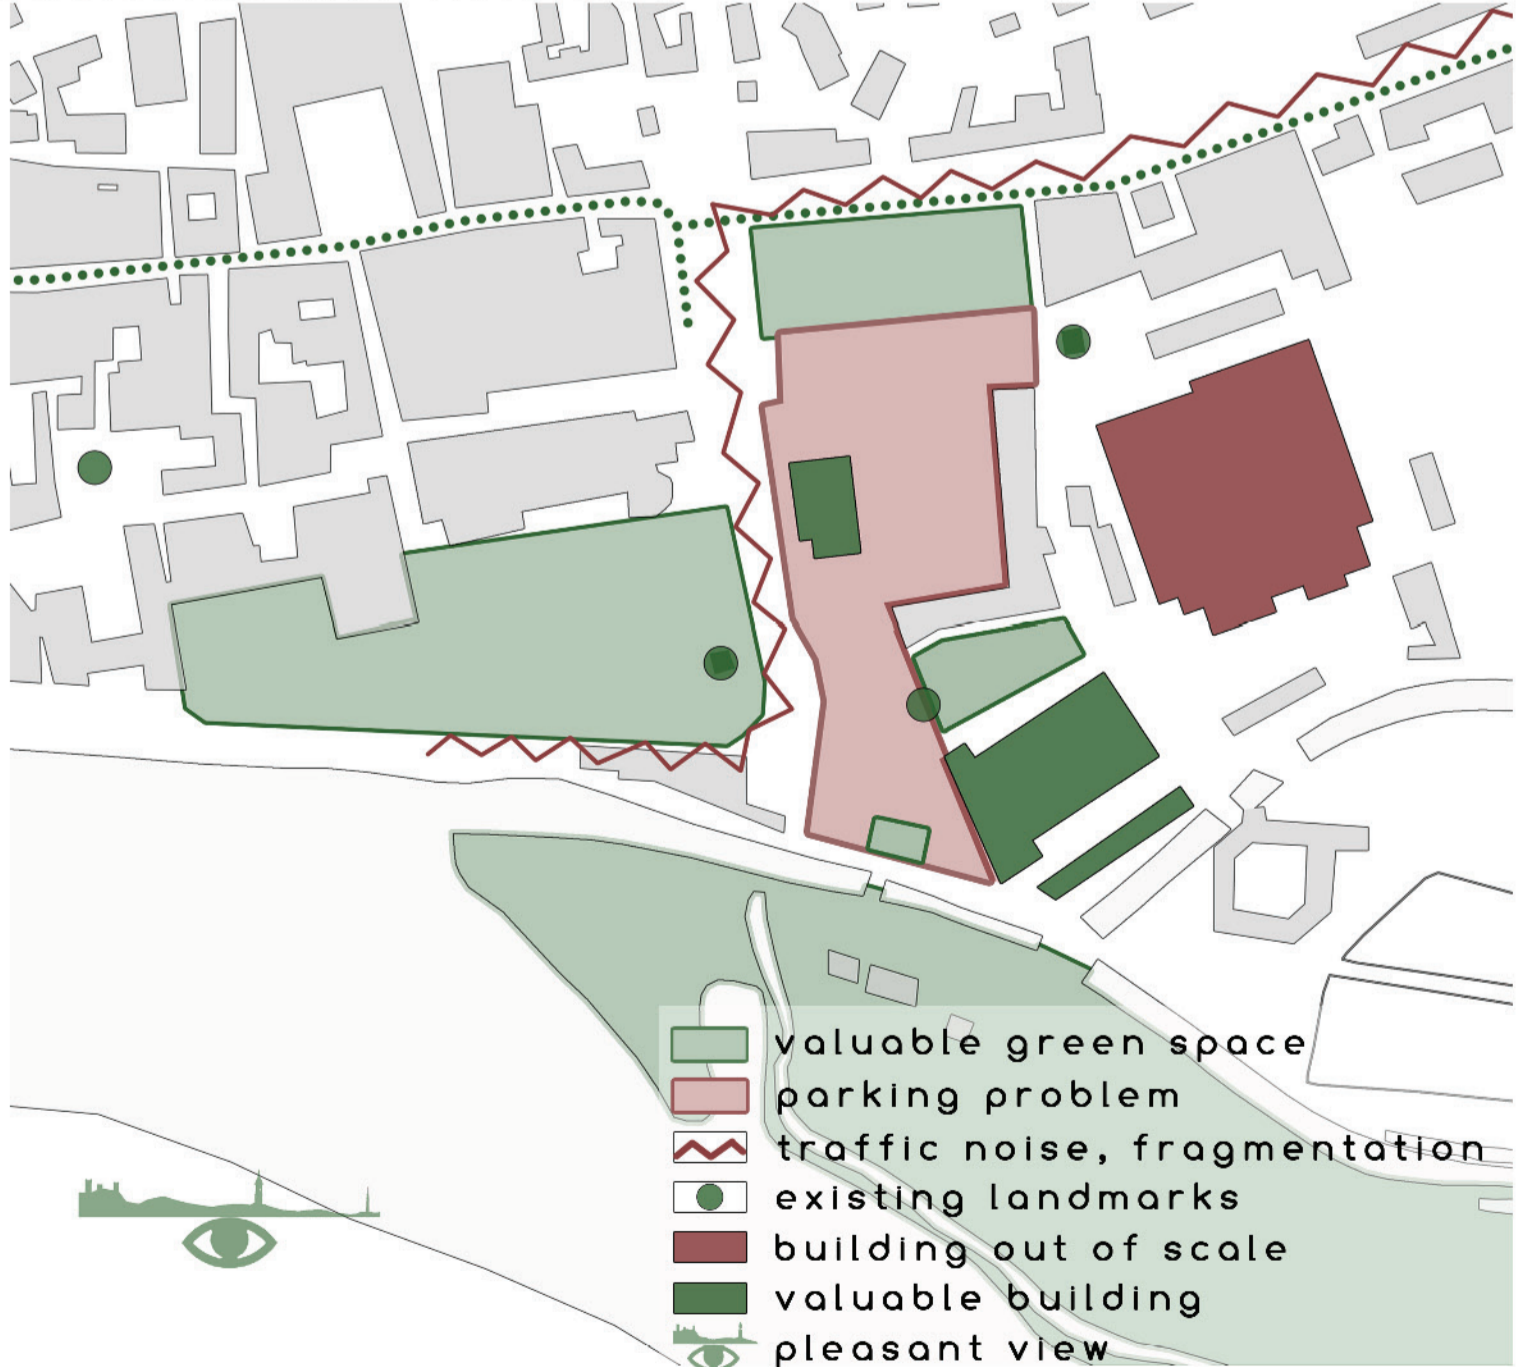 valuable green space
parking problem
traffic noise, fragmentation
existing landmarks
building out of scale
valuable building
pleasant view